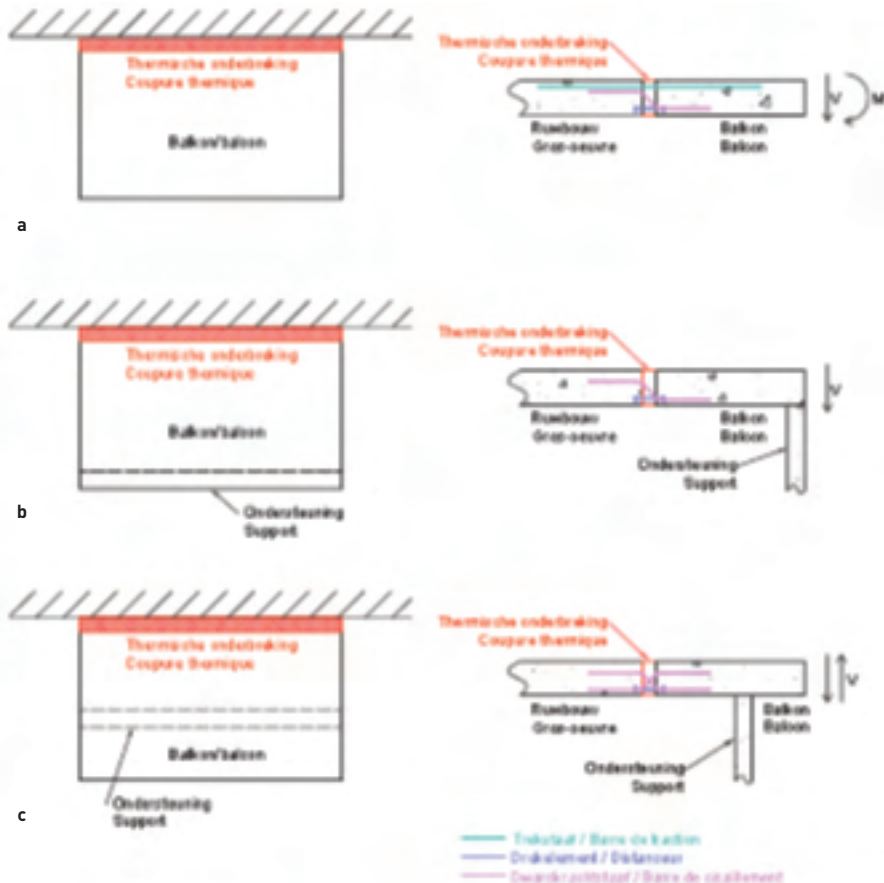 Thermische onderbreking
Coupure thermique
Balkon/balcon
a
Thermische onderbreking
Coupure thermique
Ruwbouw
Gros-oeuvre
Balkon
Balcon
V
M
Thermische onderbreking
Coupure thermique
Balkon/balcon
Ondersteuning
Support
b
Thermische onderbreking
Coupure thermique
Ruwbouw
Gros-oeuvre
Balkon
Balcon
V
Ondersteuning
Support
Thermische onderbreking
Coupure thermique
Balkon/balcon
Ondersteuning
Support
c
Thermische onderbreking
Coupure thermique
Ruwbouw
Gros-oeuvre
Balkon
Balcon
V
Ondersteuning
Support
Trekstaaf / Barre de traction
Drukelement / Distanceur
Dwarskrachtstaaf / Barre de cisaillement